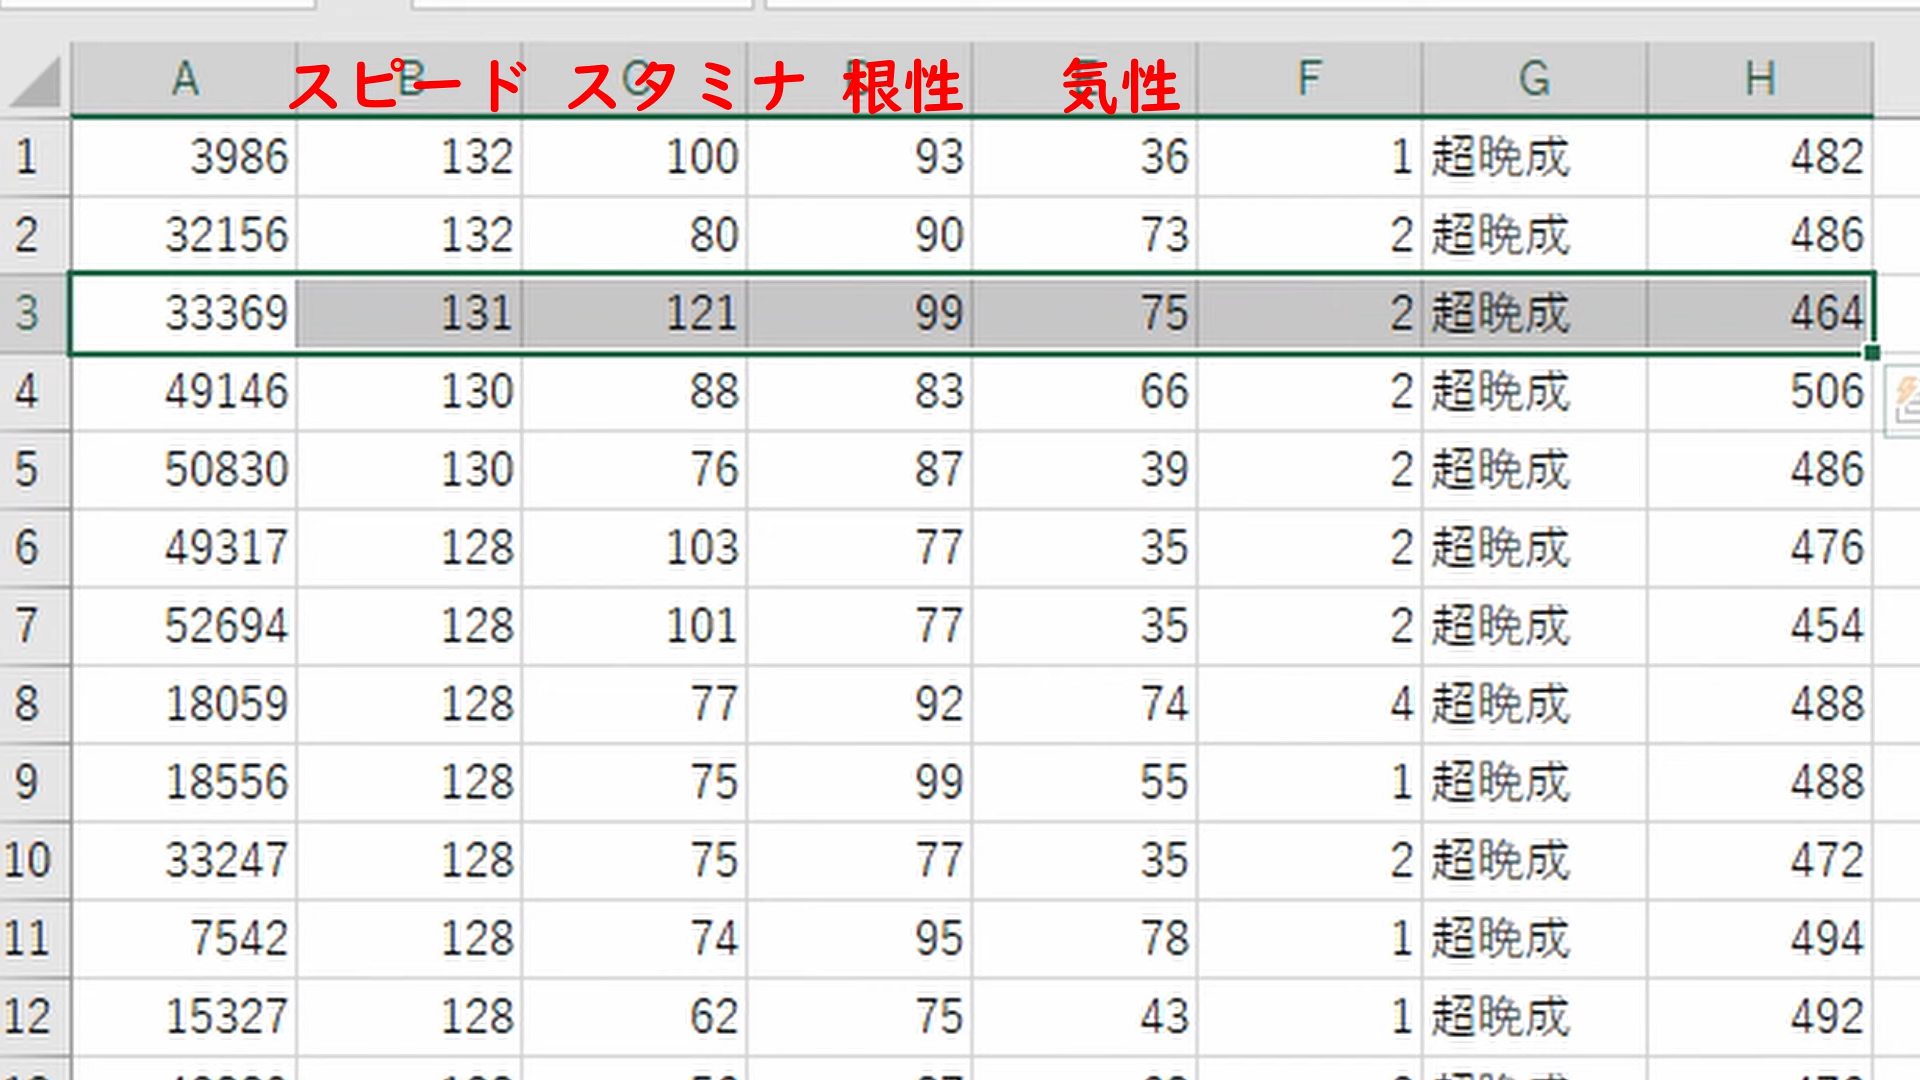 A B C D E F G H
スピード スタミナ 根性 気性
1 3986 132 100 93 36 1 超晩成 482
2 32156 132 80 90 73 2 超晩成 486
3 33369 131 121 99 75 2 超晩成 464
4 49146 130 88 83 66 2 超晩成 506
5 50830 130 76 87 39 2 超晩成 486
6 49317 128 103 77 35 2 超晩成 476
7 52694 128 101 77 35 2 超晩成 454
8 18059 128 77 92 74 4 超晩成 488
9 18556 128 75 99 55 1 超晩成 488
10 33247 128 75 77 35 2 超晩成 472
11 7542 128 74 95 78 1 超晩成 494
12 15327 128 62 75 43 1 超晩成 492